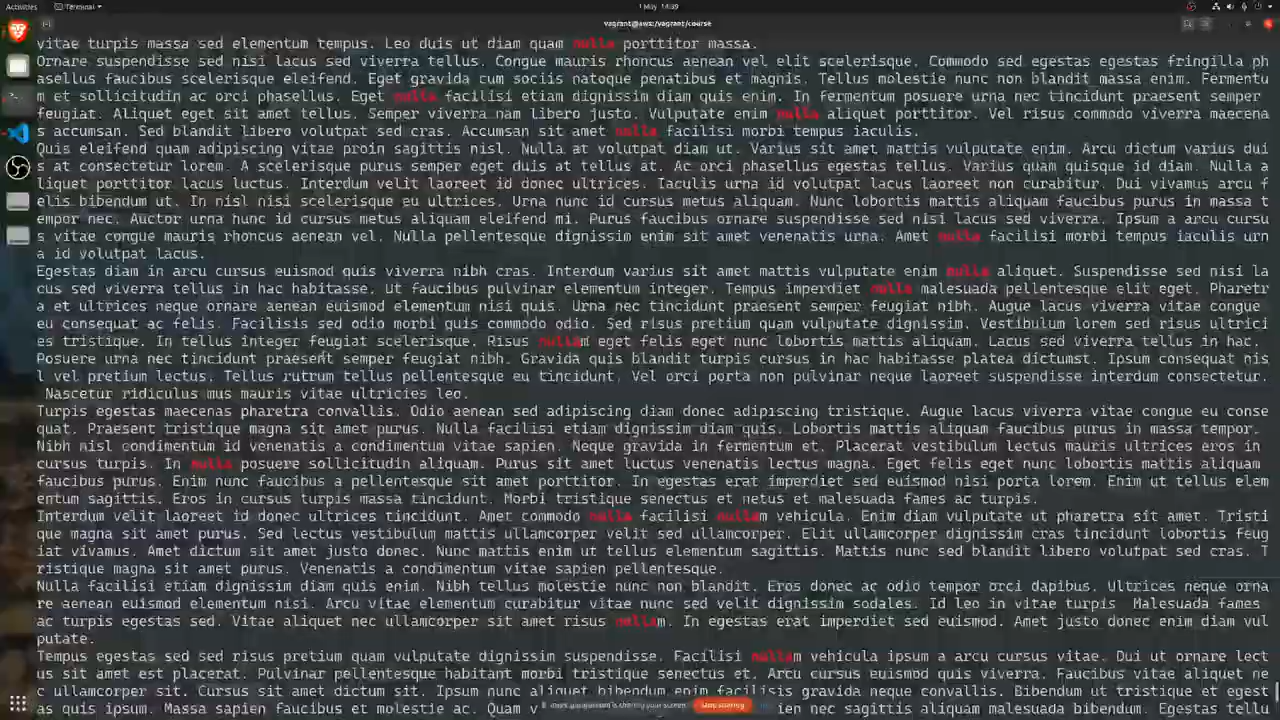 Activities Terminal 1 May 14:39
vagrant@aws:/vagrant/course
vitae turpis massa sed elementum tempus. Leo duis ut diam quam nulla porttitor massa.
Ornare suspendisse sed nisi lacus sed viverra tellus. Congue mauris rhoncus aenean vel elit scelerisque. Commodo sed egestas egestas fringilla ph
asellus faucibus scelerisque eleifend. Eget gravida cum sociis natoque penatibus et magnis. Tellus molestie nunc non blandit massa enim. Fermentu
m et sollicitudin ac orci phasellus. Eget nulla facilisi etiam dignissim diam quis enim. In fermentum posuere urna nec tincidunt praesent semper
feugiat. Aliquet eget sit amet tellus. Semper viverra nam libero justo. Vulputate enim nulla aliquet porttitor. Vel risus commodo viverra maecena
s accumsan. Sed blandit libero volutpat sed cras. Accumsan sit amet nulla facilisi morbi tempus iaculis.
Quis eleifend quam adipiscing vitae proin sagittis nisl. Nulla at volutpat diam ut. Varius sit amet mattis vulputate enim. Arcu dictum varius dui
s at consectetur lorem. A scelerisque purus semper eget duis at tellus at. Ac orci phasellus egestas tellus. Varius quam quisque id diam. Nulla a
liquet porttitor lacus luctus. Interdum velit laoreet id donec ultrices. Iaculis urna id volutpat lacus laoreet non curabitur. Dui vivamus arcu f
elis bibendum ut. In nisl nisi scelerisque eu ultrices. Urna nunc id cursus metus aliquam. Nunc lobortis mattis aliquam faucibus purus in massa t
empor nec. Auctor urna nunc id cursus metus aliquam eleifend mi. Purus faucibus ornare suspendisse sed nisi lacus sed viverra. Ipsum a arcu cursu
s vitae congue mauris rhoncus aenean vel. Nulla pellentesque dignissim enim sit amet venenatis urna. Amet nulla facilisi morbi tempus iaculis urn
a id volutpat lacus.
Egestas diam in arcu cursus euismod quis viverra nibh cras. Interdum varius sit amet mattis vulputate enim nulla aliquet. Suspendisse sed nisi la
cus sed viverra tellus in hac habitasse. Ut faucibus pulvinar elementum integer. Tempus imperdiet nulla malesuada pellentesque elit eget. Pharetr
a et ultrices neque ornare aenean euismod elementum nisi quis. Urna nec tincidunt praesent semper feugiat nibh. Augue lacus viverra vitae congue
eu consequat ac felis. Facilisis sed odio morbi quis commodo odio. Sed risus pretium quam vulputate dignissim. Vestibulum lorem sed risus ultrici
es tristique. In tellus integer feugiat scelerisque. Risus nullam eget felis eget nunc lobortis mattis aliquam. Lacus sed viverra tellus in hac.
Posuere urna nec tincidunt praesent semper feugiat nibh. Gravida quis blandit turpis cursus in hac habitasse platea dictumst. Ipsum consequat nis
l vel pretium lectus. Tellus rutrum tellus pellentesque eu tincidunt. Vel orci porta non pulvinar neque laoreet suspendisse interdum consectetur.
Nascetur ridiculus mus mauris vitae ultricies leo.
Turpis egestas maecenas pharetra convallis. Odio aenean sed adipiscing diam donec adipiscing tristique. Augue lacus viverra vitae congue eu conse
quat. Praesent tristique magna sit amet purus. Nulla facilisi etiam dignissim diam quis. Lobortis mattis aliquam faucibus purus in massa tempor.
Nibh nisl condimentum id venenatis a condimentum vitae sapien. Neque gravida in fermentum et. Placerat vestibulum lectus mauris ultrices eros in
cursus turpis. In nulla posuere sollicitudin aliquam. Purus sit amet luctus venenatis lectus magna. Eget felis eget nunc lobortis mattis aliquam
faucibus purus. Enim nunc faucibus a pellentesque sit amet porttitor. In egestas erat imperdiet sed euismod nisi porta lorem. Enim ut tellus elem
entum sagittis. Eros in cursus turpis massa tincidunt. Morbi tristique senectus et netus et malesuada fames ac turpis.
Interdum velit laoreet id donec ultrices tincidunt. Amet commodo nulla facilisi nullam vehicula. Enim diam vulputate ut pharetra sit amet. Tristi
que magna sit amet purus. Sed lectus vestibulum mattis ullamcorper velit sed ullamcorper. Elit ullamcorper dignissim cras tincidunt lobortis feug
iat vivamus. Amet dictum sit amet justo donec. Nunc mattis enim ut tellus elementum sagittis. Mattis nunc sed blandit libero volutpat sed cras. T
ristique magna sit amet purus. Venenatis a condimentum vitae sapien pellentesque.
Nulla facilisi etiam dignissim diam quis enim. Nibh tellus molestie nunc non blandit. Eros donec ac odio tempor orci dapibus. Ultrices neque orna
re aenean euismod elementum nisi. Arcu vitae elementum curabitur vitae nunc sed velit dignissim sodales. Id leo in vitae turpis Malesuada fames
ac turpis egestas sed. Vitae aliquet nec ullamcorper sit amet risus nullam. In egestas erat imperdiet sed euismod. Amet justo donec enim diam vul
putate.
Tempus egestas sed sed risus pretium quam vulputate dignissim suspendisse. Facilisi nullam vehicula ipsum a arcu cursus vitae. Dui ut ornare lect
us sit amet est placerat. Pulvinar pellentesque habitant morbi tristique senectus et. Arcu cursus euismod quis viverra. Faucibus vitae aliquet ne
c ullamcorper sit. Cursus sit amet dictum sit. Ipsum nunc aliquet bibendum enim facilisis gravida neque convallis. Bibendum ut tristique et egest
as quis ipsum. Massa sapien faucibus et molestie ac. Quam v is sharing your screen. Stop sharing ien nec sagittis aliquam. Egestas tellu